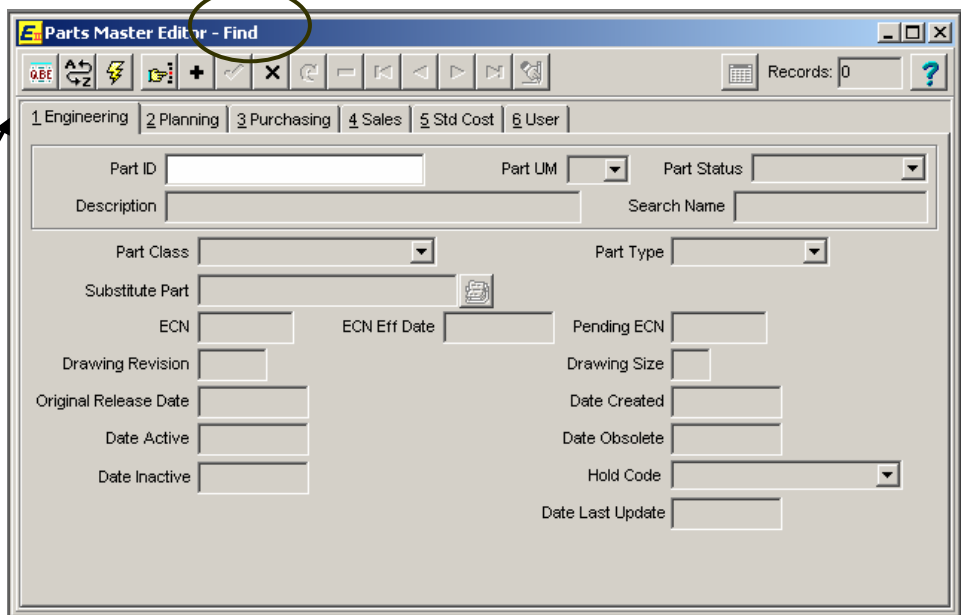 Parts Master Editor - Find
QBE A Z Records: 0 ?
1 Engineering 2 Planning 3 Purchasing 4 Sales 5 Std Cost 6 User
Part ID Part UM Part Status
Description Search Name
Part Class Part Type
Substitute Part
ECN ECN Eff Date Pending ECN
Drawing Revision Drawing Size
Original Release Date Date Created
Date Active Date Obsolete
Date Inactive Hold Code
Date Last Update